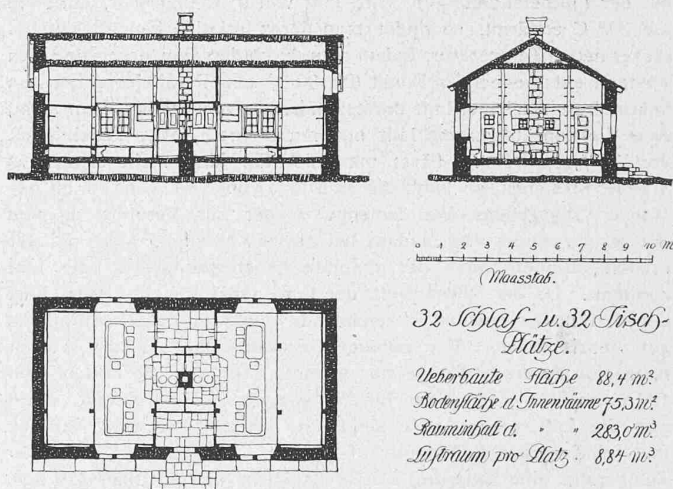 0 1 2 3 4 5 6 7 8 9 10 m
(Maasstab.
32 Schlaf- u. 32 Tisch-
Plätze.
Ueberbaute Fläche 88,4 m²
Bodenfläche d. Innenräume 75,3 m²
Rauminhalt d. " " 283,0 m³
Luftraum pro Platz 8,84 m³